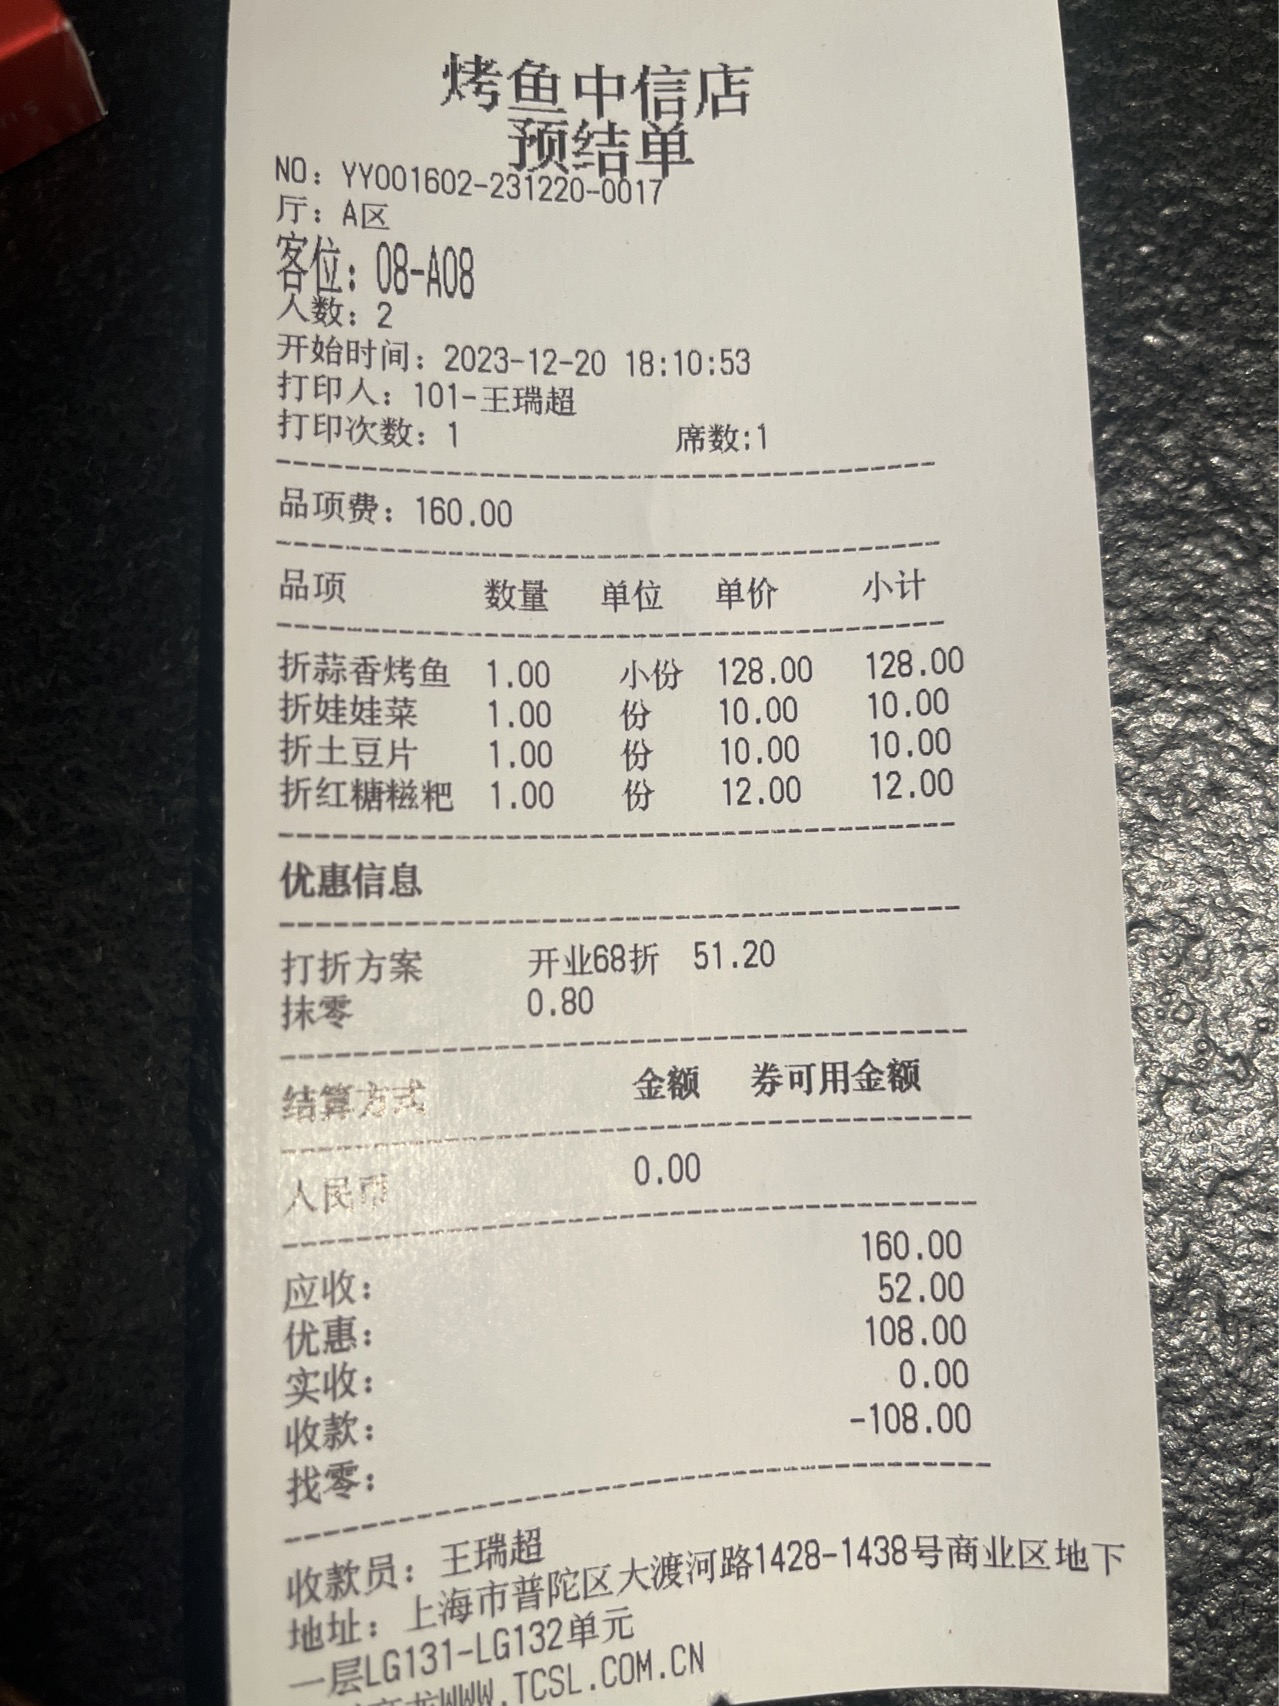 烤鱼中信店
预结单
NO：YY001602-231220-0017
厅：A区
客位：08-A08
人数：2
开始时间：2023-12-20 18:10:53
打印人：101-王瑞超
打印次数：1 席数:1
品项费：160.00
品项 数量 单位 单价 小计
折蒜香烤鱼 1.00 小份 128.00 128.00
折娃娃菜 1.00 份 10.00 10.00
折土豆片 1.00 份 10.00 10.00
折红糖糍粑 1.00 份 12.00 12.00
优惠信息
打折方案 开业68折 51.20
抹零 0.80
结算方式 金额 券可用金额
人民币 0.00
应收： 160.00
优惠： 52.00
实收： 108.00
收款： 0.00
找零： -108.00
收款员：王瑞超
地址：上海市普陀区大渡河路1428-1438号商业区地下
一层LG131-LG132单元
WWW.TCSL.COM.CN